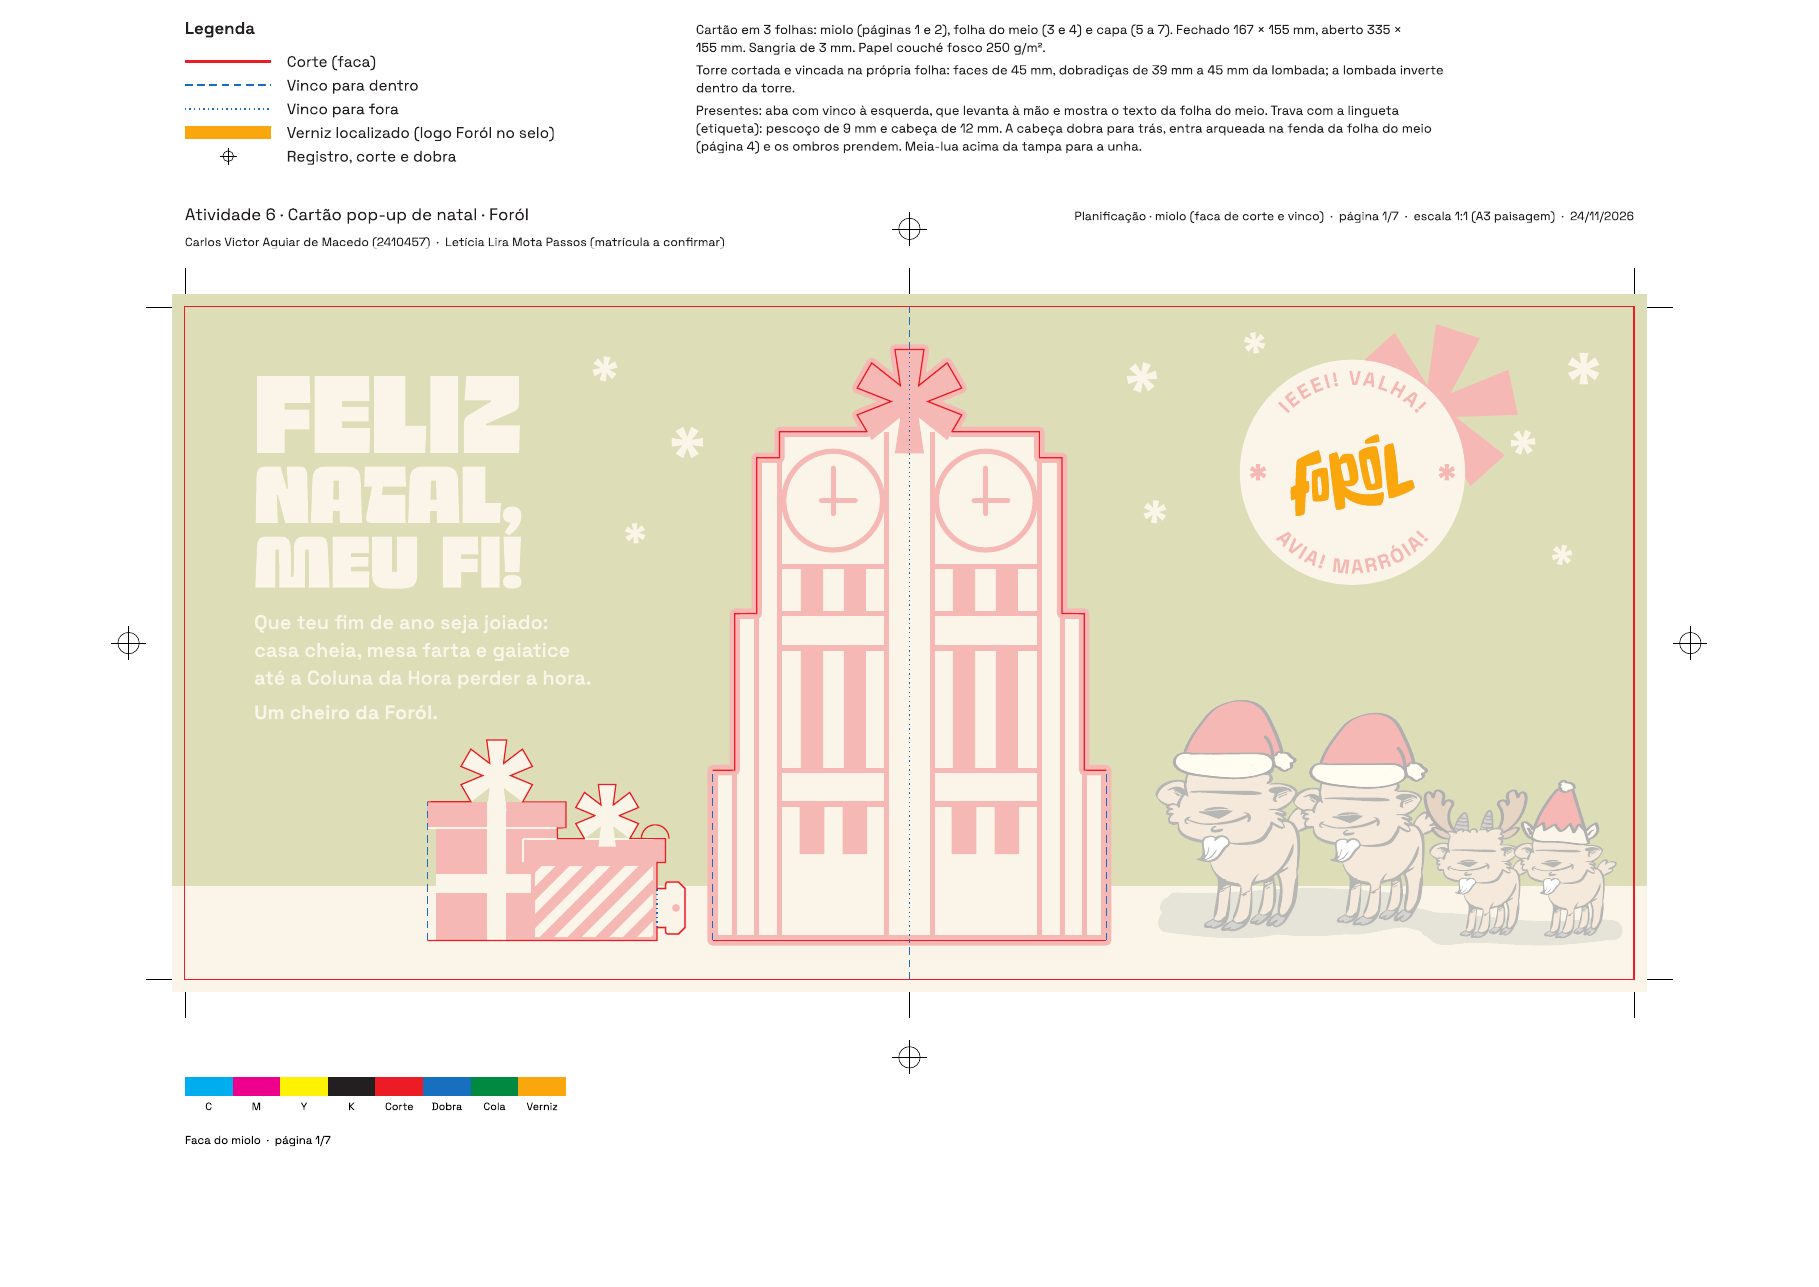 Legenda
Corte (faca)
Vinco para dentro
Vinco para fora
Verniz localizado (logo Foról no selo)
Registro, corte e dobra
Cartão em 3 folhas: miolo (páginas 1 e 2), folha do meio (3 e 4) e capa (5 a 7). Fechado 167 × 155 mm, aberto 335 ×
155 mm. Sangria de 3 mm. Papel couché fosco 250 g/m².
Torre cortada e vincada na própria folha: faces de 45 mm, dobradiças de 39 mm a 45 mm da lombada; a lombada inverte
dentro da torre.
Presentes: aba com vinco à esquerda, que levanta à mão e mostra o texto da folha do meio. Trava com a lingueta
(etiqueta): pescoço de 9 mm e cabeça de 12 mm. A cabeça dobra para trás, entra arqueada na fenda da folha do meio
(página 4) e os ombros prendem. Meia-lua acima da tampa para a unha.
Atividade 6 · Cartão pop-up de natal · Foról
Carlos Victor Aguiar de Macedo (2410457) · Letícia Lira Mota Passos (matrícula a confirmar)
Planificação · miolo (faca de corte e vinco) · página 1/7 · escala 1:1 (A3 paisagem) · 24/11/2026
FELIZ
NATAL,
MEU FI!
Que teu fim de ano seja joiado:
casa cheia, mesa farta e gaiatice
até a Coluna da Hora perder a hora.
Um cheiro da Foról.
IEEEI! VALHA!
FORÓL
AVIA! MARRÓIA!
C M Y K Corte Dobra Cola Verniz
Faca do miolo · página 1/7